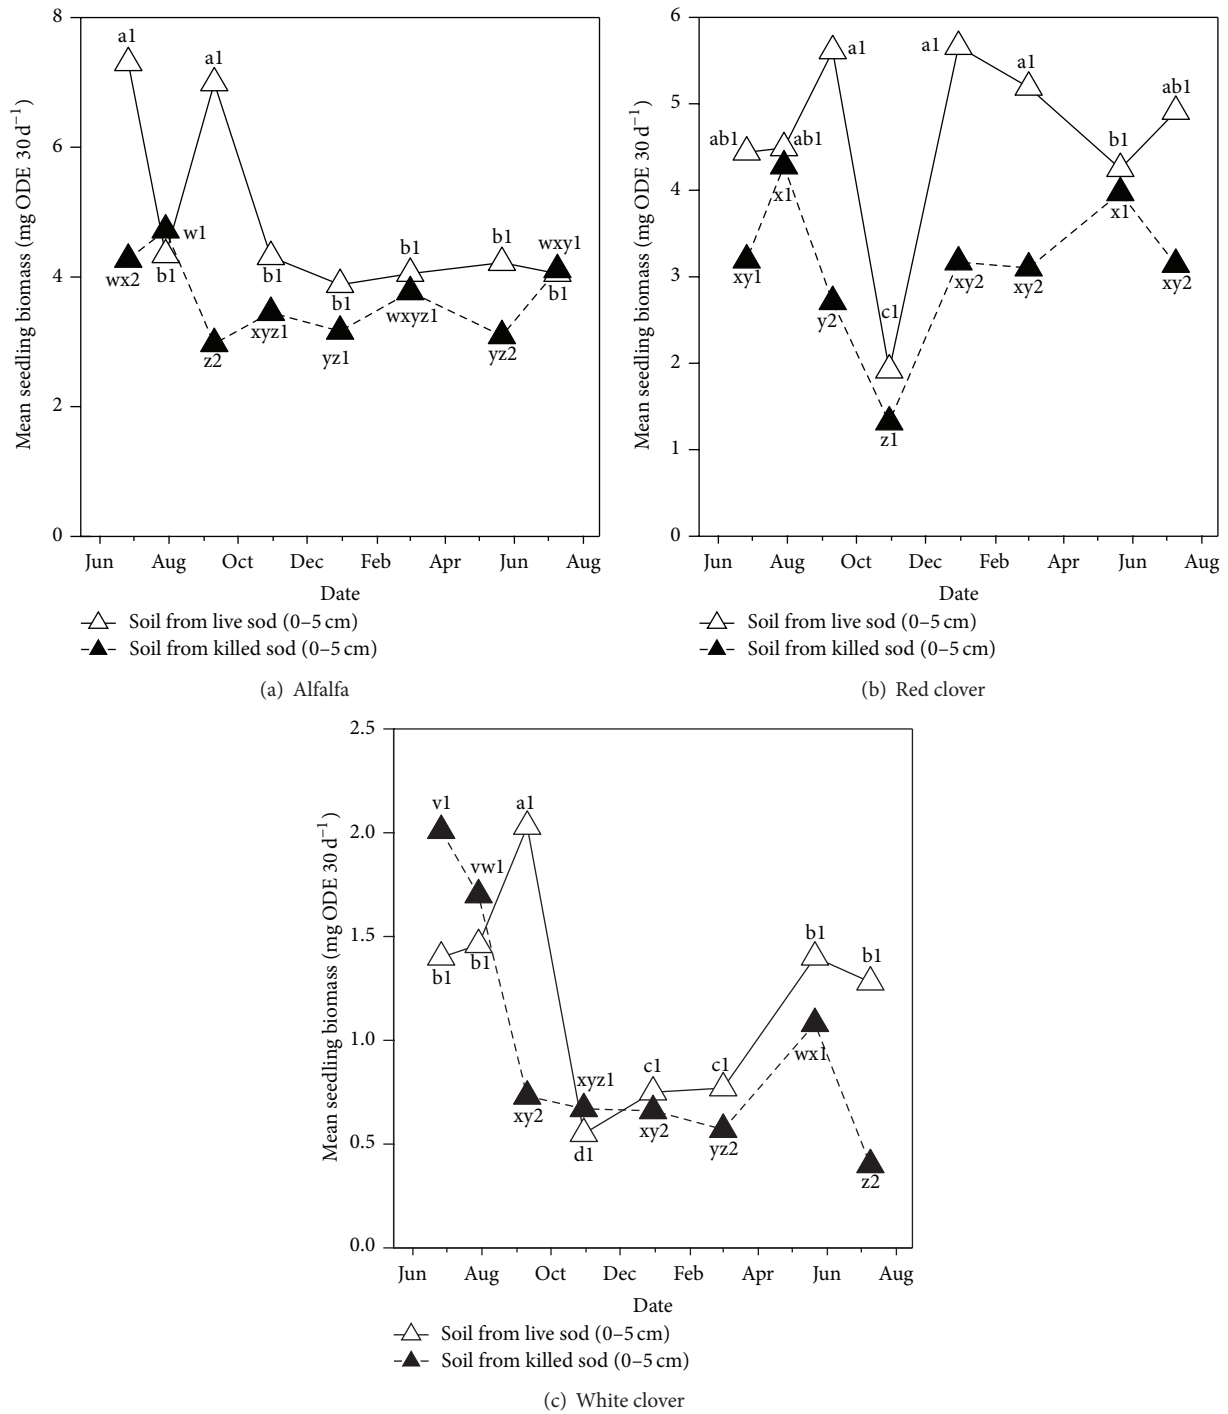 8
6
4
2
0
Mean seedling biomass (mg ODE 30 d⁻¹)
a1
a1
w1
wx2
b1
z2
b1
xyz1
b1
yz1
b1
wxyz1
b1
yz2
wxy1
b1
Jun Aug Oct Dec Feb Apr Jun Aug
Date
Soil from live sod (0–5 cm)
Soil from killed sod (0–5 cm)
(a) Alfalfa
6
5
4
3
2
1
0
Mean seedling biomass (mg ODE 30 d⁻¹)
ab1
xy1
ab1
x1
a1
y2
c1
z1
a1
xy2
a1
xy2
b1
x1
ab1
xy2
Jun Aug Oct Dec Feb Apr Jun Aug
Date
Soil from live sod (0–5 cm)
Soil from killed sod (0–5 cm)
(b) Red clover
2.5
2.0
1.5
1.0
0.5
0.0
Mean seedling biomass (mg ODE 30 d⁻¹)
v1
b1
vw1
b1
a1
xy2
xyz1
d1
c1
xy2
c1
yz2
b1
wx1
b1
z2
Jun Aug Oct Dec Feb Apr Jun Aug
Date
Soil from live sod (0–5 cm)
Soil from killed sod (0–5 cm)
(c) White clover